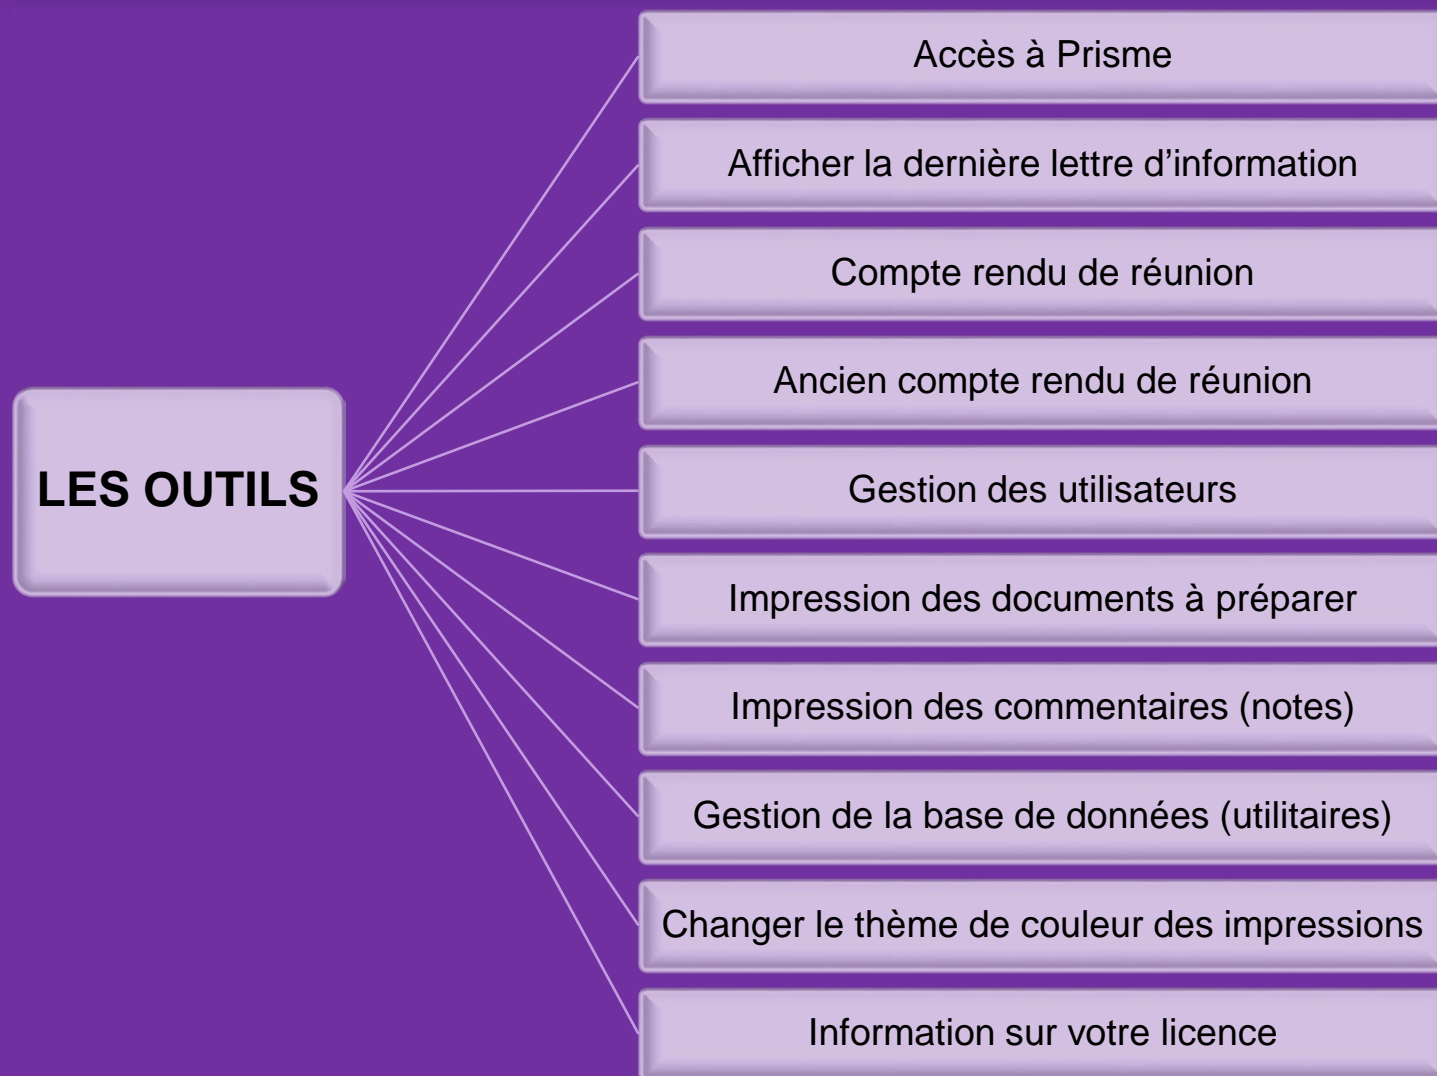 LES OUTILS
Accès à Prisme
Afficher la dernière lettre d’information
Compte rendu de réunion
Ancien compte rendu de réunion
Gestion des utilisateurs
Impression des documents à préparer
Impression des commentaires (notes)
Gestion de la base de données (utilitaires)
Changer le thème de couleur des impressions
Information sur votre licence